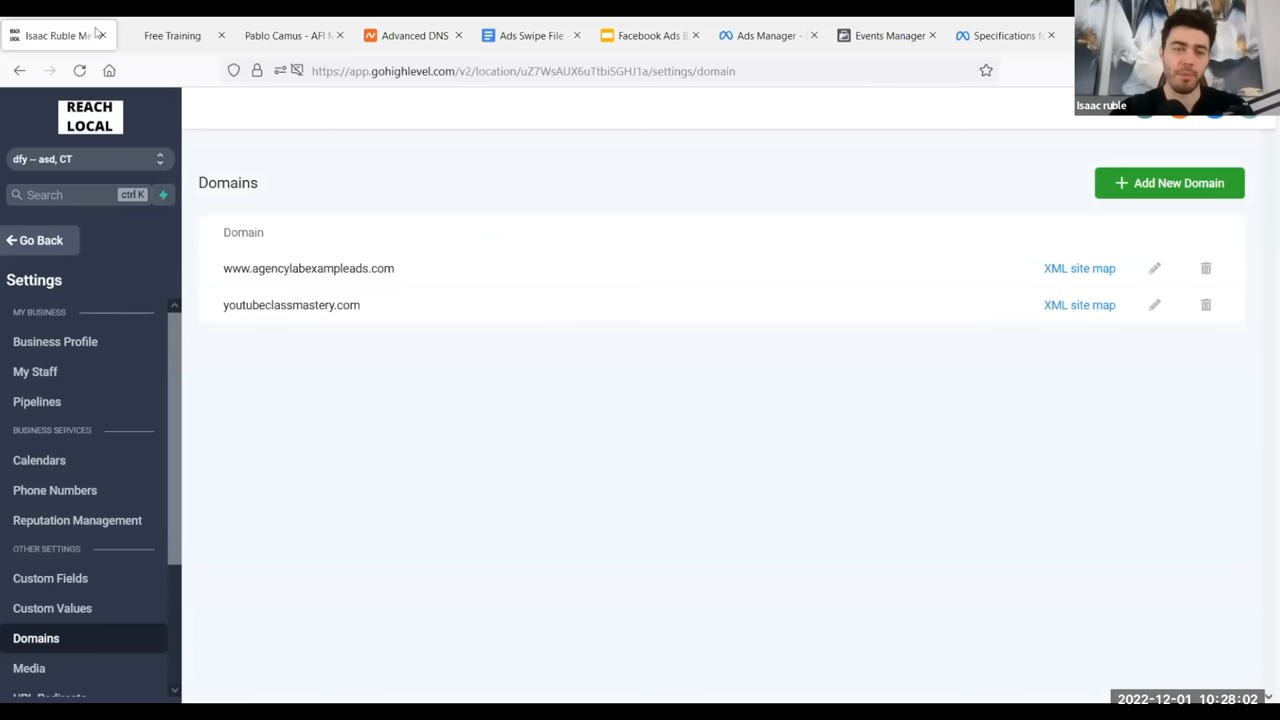 Isaac Ruble Me
Free Training
Pablo Camus - AFI M
Advanced DNS
Ads Swipe File -
Facebook Ads B
Ads Manager -
Events Manager
Specifications fo
https://app.gohighlevel.com/v2/location/uZ7WsAUX6uTtbiSGHJ1a/settings/domain
Isaac ruble
REACH
LOCAL
dfy -- asd, CT
Search
ctrl K
Go Back
Settings
MY BUSINESS
Business Profile
My Staff
Pipelines
BUSINESS SERVICES
Calendars
Phone Numbers
Reputation Management
OTHER SETTINGS
Custom Fields
Custom Values
Domains
Media
URL Redirects
Domains
+ Add New Domain
Domain
www.agencylabexampleads.com
XML site map
youtubeclassmastery.com
XML site map
2022-12-01 10:28:02